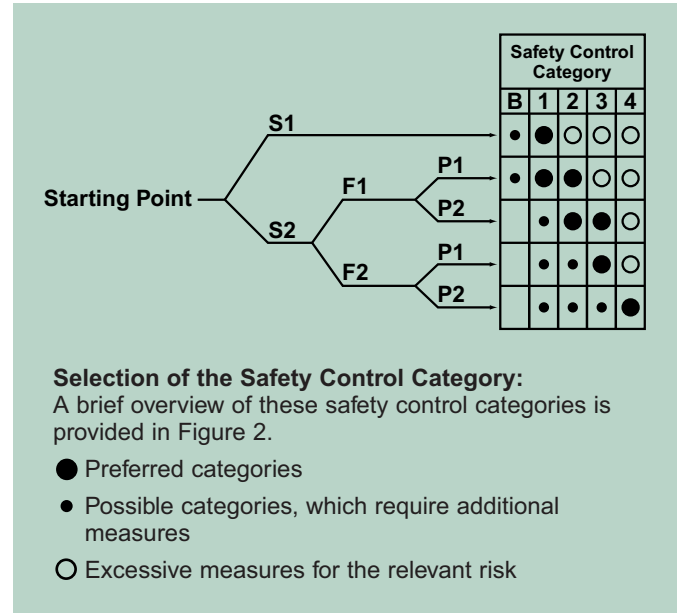 Safety Control
Category
B 1 2 3 4
S1
P1
F1
Starting Point
P2
S2
P1
F2
P2
Selection of the Safety Control Category:
A brief overview of these safety control categories is
provided in Figure 2.
Preferred categories
Possible categories, which require additional
measures
Excessive measures for the relevant risk